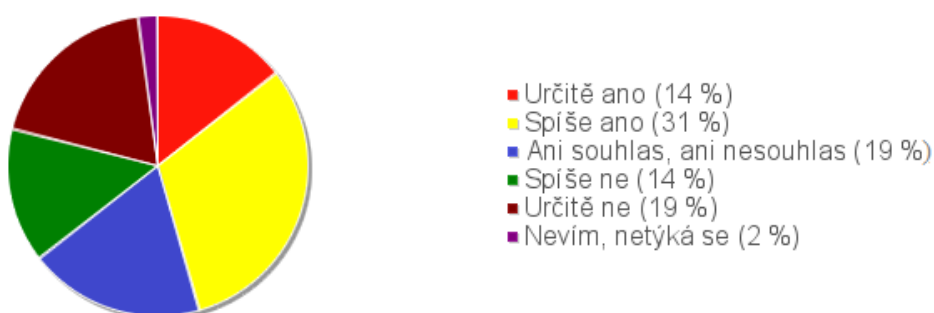 Určitě ano (14 %)
Spíše ano (31 %)
Ani souhlas, ani nesouhlas (19 %)
Spíše ne (14 %)
Určitě ne (19 %)
Nevím, netýká se (2 %)